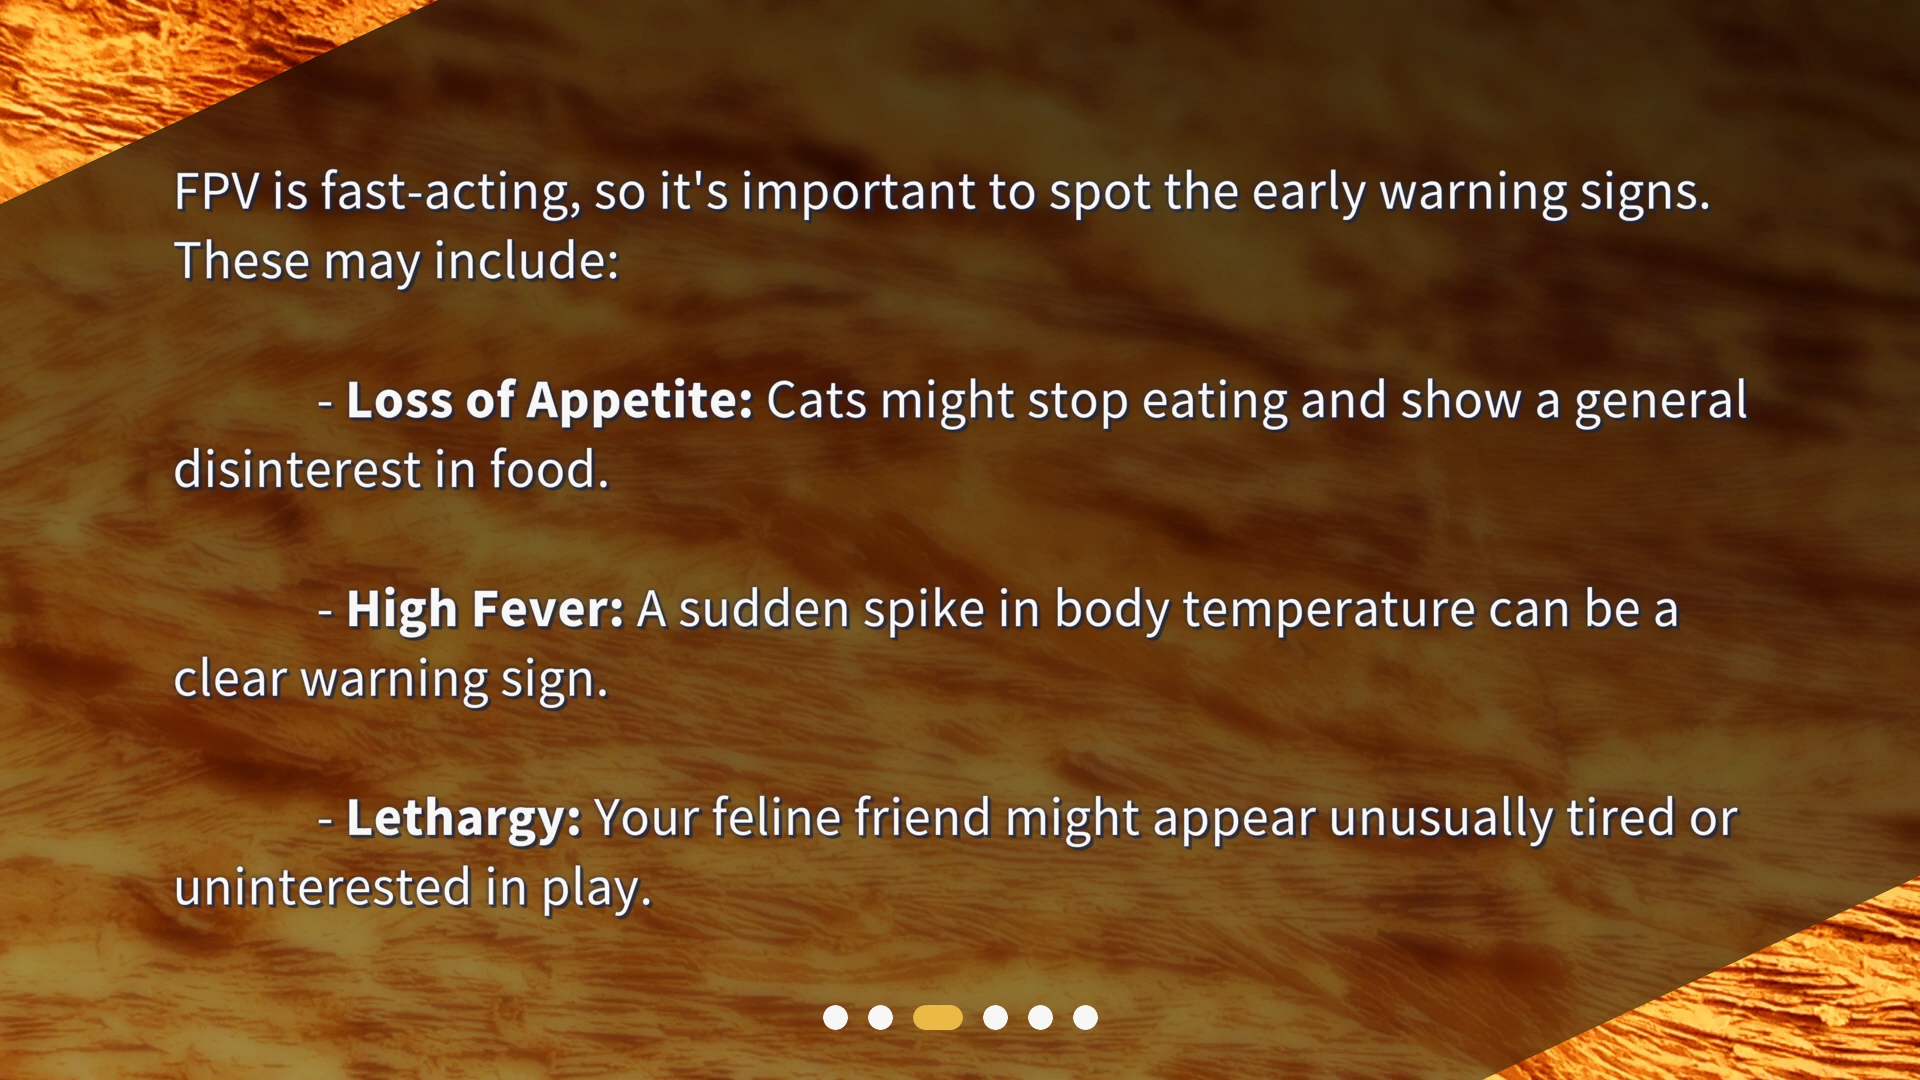 FPV is fast-acting, so it's important to spot the early warning signs.
These may include:
- Loss of Appetite: Cats might stop eating and show a general
disinterest in food.
- High Fever: A sudden spike in body temperature can be a
clear warning sign.
- Lethargy: Your feline friend might appear unusually tired or
uninterested in play.